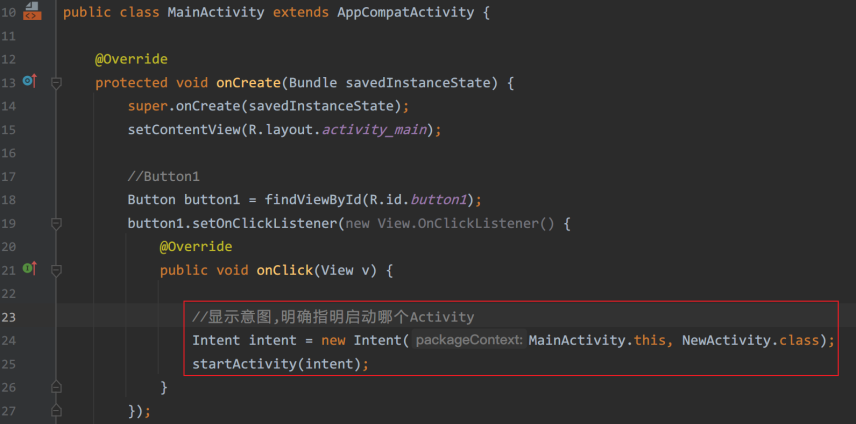 10 public class MainActivity extends AppCompatActivity {
11
12 @Override
13 protected void onCreate(Bundle savedInstanceState) {
14 super.onCreate(savedInstanceState);
15 setContentView(R.layout.activity_main);
16
17 //Button1
18 Button button1 = findViewById(R.id.button1);
19 button1.setOnClickListener(new View.OnClickListener() {
20 @Override
21 public void onClick(View v) {
22
23 //显示意图,明确指明启动哪个Activity
24 Intent intent = new Intent( packageContext: MainActivity.this, NewActivity.class);
25 startActivity(intent);
26 }
27 });